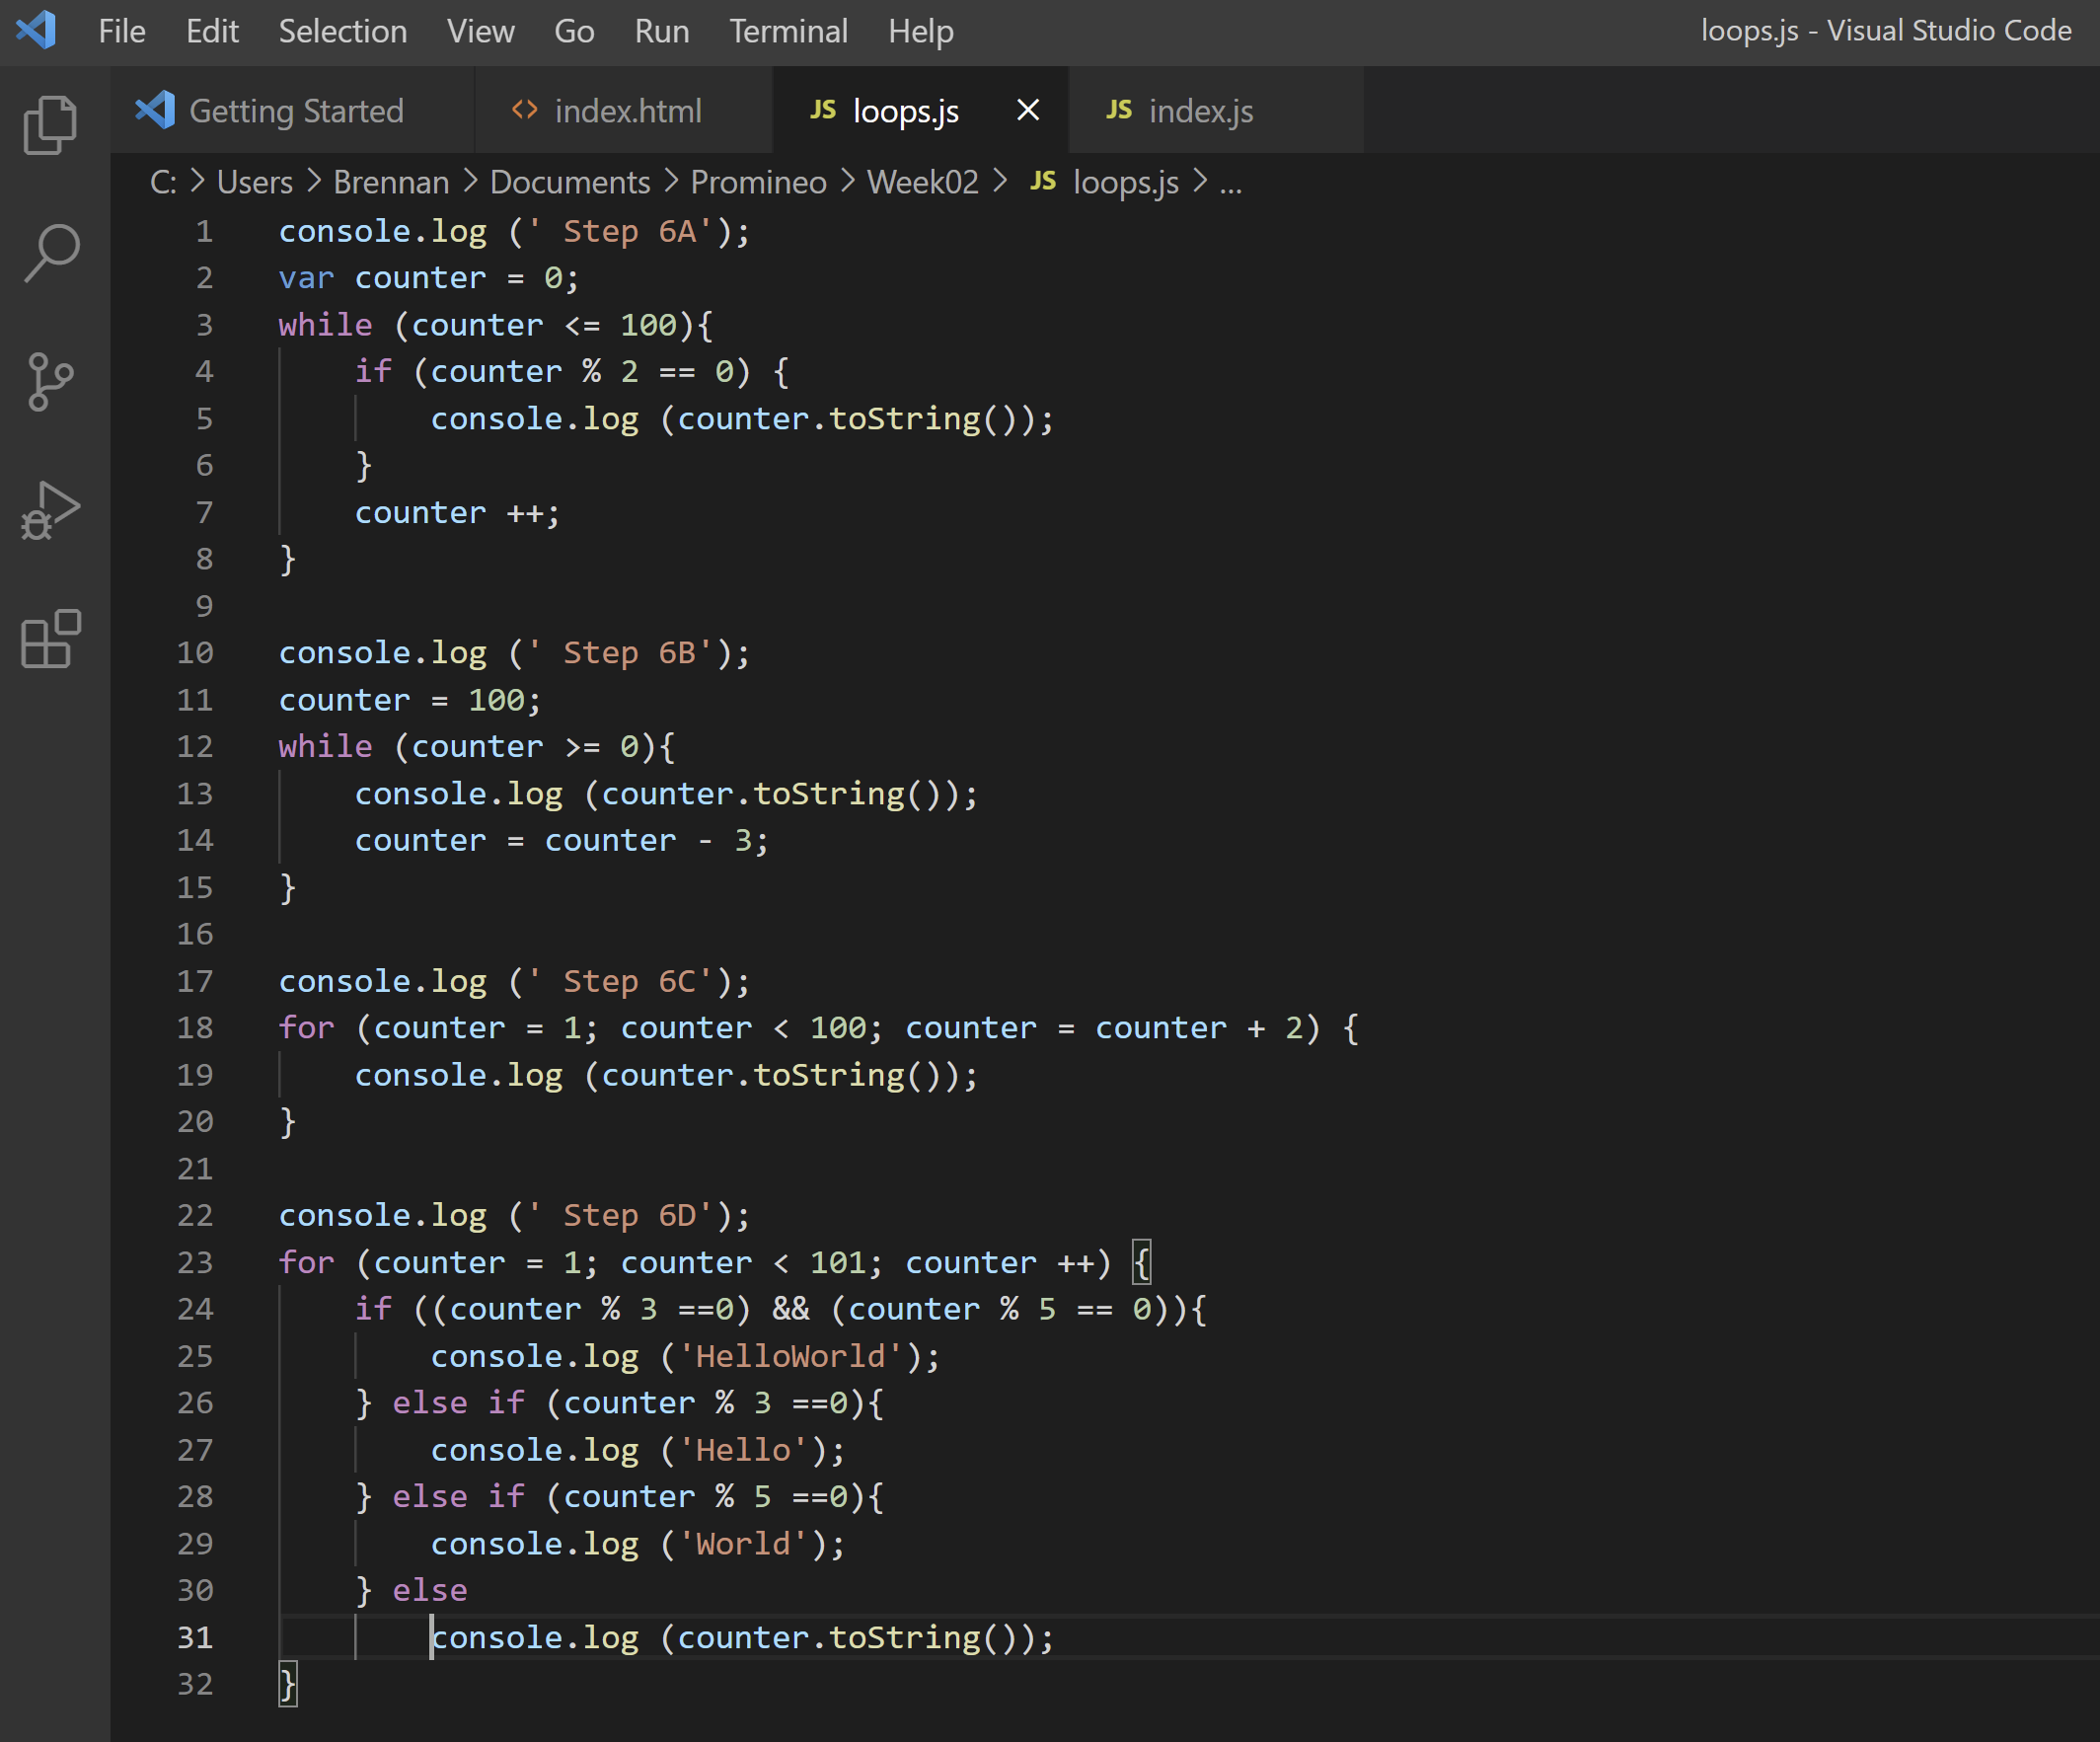 File Edit Selection View Go Run Terminal Help loops.js - Visual Studio Code
Getting Started <> index.html JS loops.js × JS index.js
C: > Users > Brennan > Documents > Promineo > Week02 > JS loops.js > ...
1 console.log (' Step 6A');
2 var counter = 0;
3 while (counter <= 100){
4     if (counter % 2 == 0) {
5         console.log (counter.toString());
6     }
7     counter ++;
8 }
9
10 console.log (' Step 6B');
11 counter = 100;
12 while (counter >= 0){
13     console.log (counter.toString());
14     counter = counter - 3;
15 }
16
17 console.log (' Step 6C');
18 for (counter = 1; counter < 100; counter = counter + 2) {
19     console.log (counter.toString());
20 }
21
22 console.log (' Step 6D');
23 for (counter = 1; counter < 101; counter ++) {
24     if ((counter % 3 ==0) && (counter % 5 == 0)){
25         console.log ('HelloWorld');
26     } else if (counter % 3 ==0){
27         console.log ('Hello');
28     } else if (counter % 5 ==0){
29         console.log ('World');
30     } else
31         console.log (counter.toString());
32 }